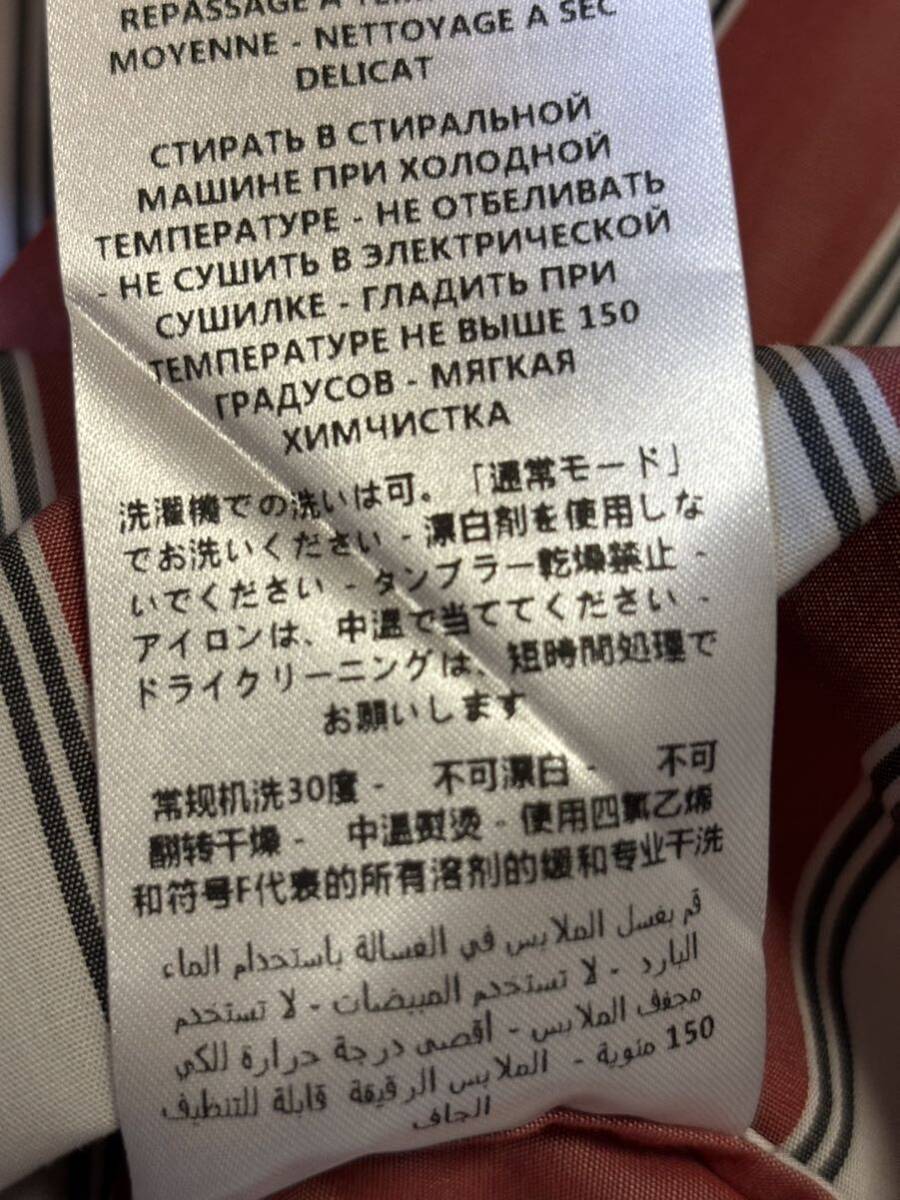 REPASSAGE A
MOYENNE - NETTOYAGE A SEC
DELICAT
СТИРАТЬ В СТИРАЛЬНОЙ
МАШИНЕ ПРИ ХОЛОДНОЙ
ТЕМПЕРАТУРЕ - НЕ ОТБЕЛИВАТЬ
- НЕ СУШИТЬ В ЭЛЕКТРИЧЕСКОЙ
СУШИЛКЕ - ГЛАДИТЬ ПРИ
ТЕМПЕРАТУРЕ НЕ ВЫШЕ 150
ГРАДУСОВ - МЯГКАЯ
ХИМЧИСТКА
洗濯機での洗いは可。「通常モード」
でお洗いください - 漂白剤を使用しな
いでください - タンブラー乾燥禁止 -
アイロンは、中温で当ててください -
ドライクリーニングは、短時間処理で
お願いします
常规机洗30度 - 不可漂白 - 不可
翻转干燥 - 中温熨烫 - 使用四氯乙烯
和符号F代表的所有溶剂的缓和专业干洗
قم بغسل الملابس في الغسالة باستخدام الماء
البارد - لا تستخدم المبيضات - لا تستخدم
مجفف الملابس - اقصى درجة حرارة للكي
150 مئوية - الملابس الرقيقة قابلة للتنظيف
الجاف